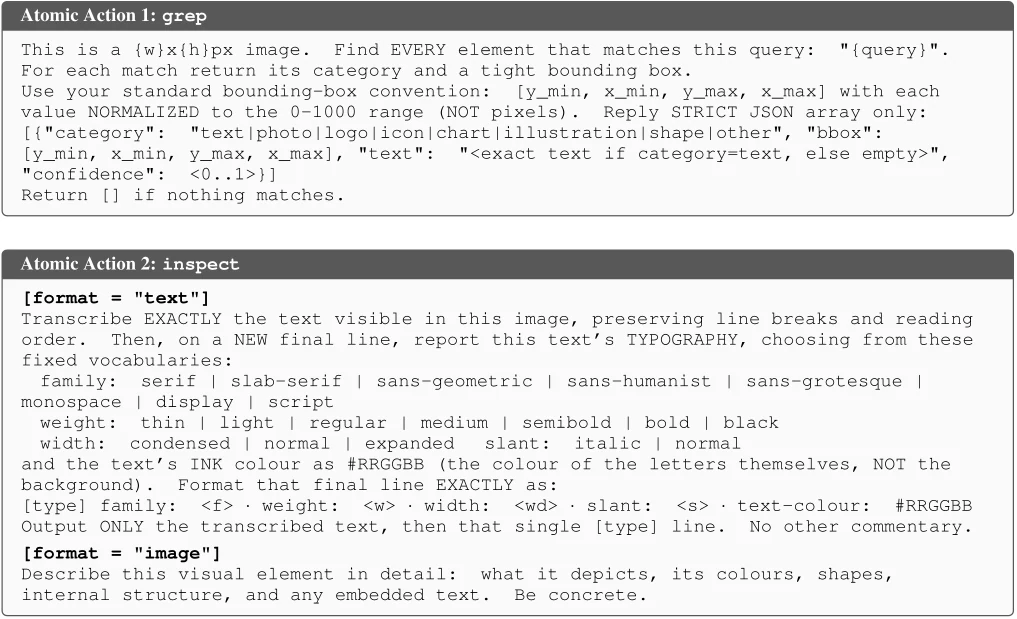 Atomic Action 1: grep
This is a {w}x{h}px image. Find EVERY element that matches this query: "{query}".
For each match return its category and a tight bounding box.
Use your standard bounding-box convention: [y_min, x_min, y_max, x_max] with each
value NORMALIZED to the 0-1000 range (NOT pixels). Reply STRICT JSON array only:
[{"category": "text|photo|logo|icon|chart|illustration|shape|other", "bbox":
[y_min, x_min, y_max, x_max], "text": "<exact text if category=text, else empty>",
"confidence": <0..1>}]
Return [] if nothing matches.
Atomic Action 2: inspect
[format = "text"]
Transcribe EXACTLY the text visible in this image, preserving line breaks and reading
order. Then, on a NEW final line, report this text's TYPOGRAPHY, choosing from these
fixed vocabularies:
family: serif | slab-serif | sans-geometric | sans-humanist | sans-grotesque |
monospace | display | script
weight: thin | light | regular | medium | semibold | bold | black
width: condensed | normal | expanded slant: italic | normal
and the text's INK colour as #RRGGBB (the colour of the letters themselves, NOT the
background). Format that final line EXACTLY as:
[type] family: <f> · weight: <w> · width: <wd> · slant: <s> · text-colour: #RRGGBB
Output ONLY the transcribed text, then that single [type] line. No other commentary.
[format = "image"]
Describe this visual element in detail: what it depicts, its colours, shapes,
internal structure, and any embedded text. Be concrete.